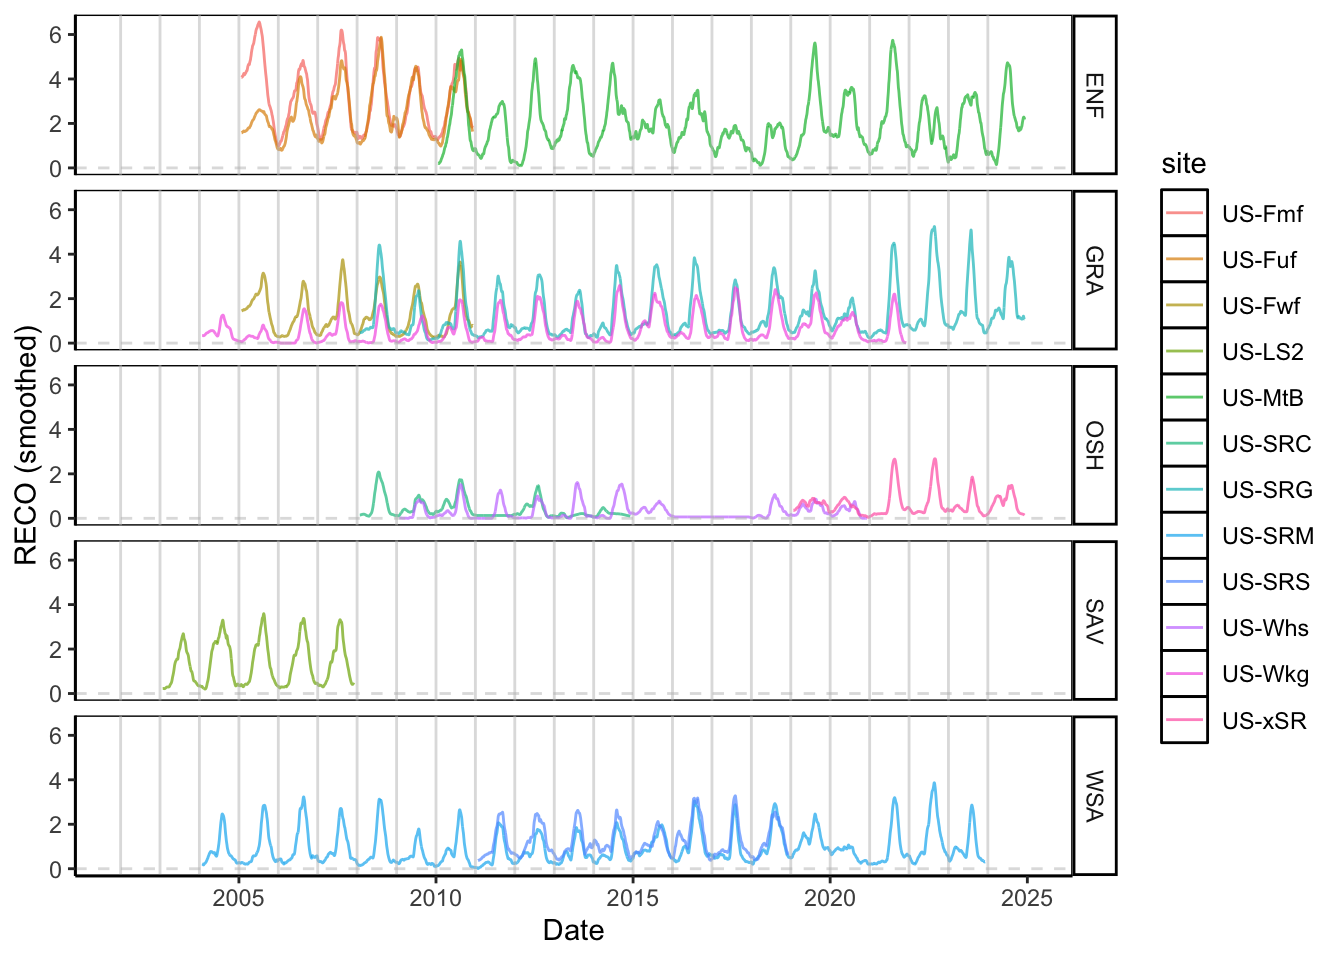 RECO (smoothed)
6
4
2
0
ENF
6
4
2
0
GRA
6
4
2
0
OSH
6
4
2
0
SAV
6
4
2
0
WSA
2005
2010
2015
2020
2025
Date
site
US-Fmf
US-Fuf
US-Fwf
US-LS2
US-MtB
US-SRC
US-SRG
US-SRM
US-SRS
US-Whs
US-Wkg
US-xSR